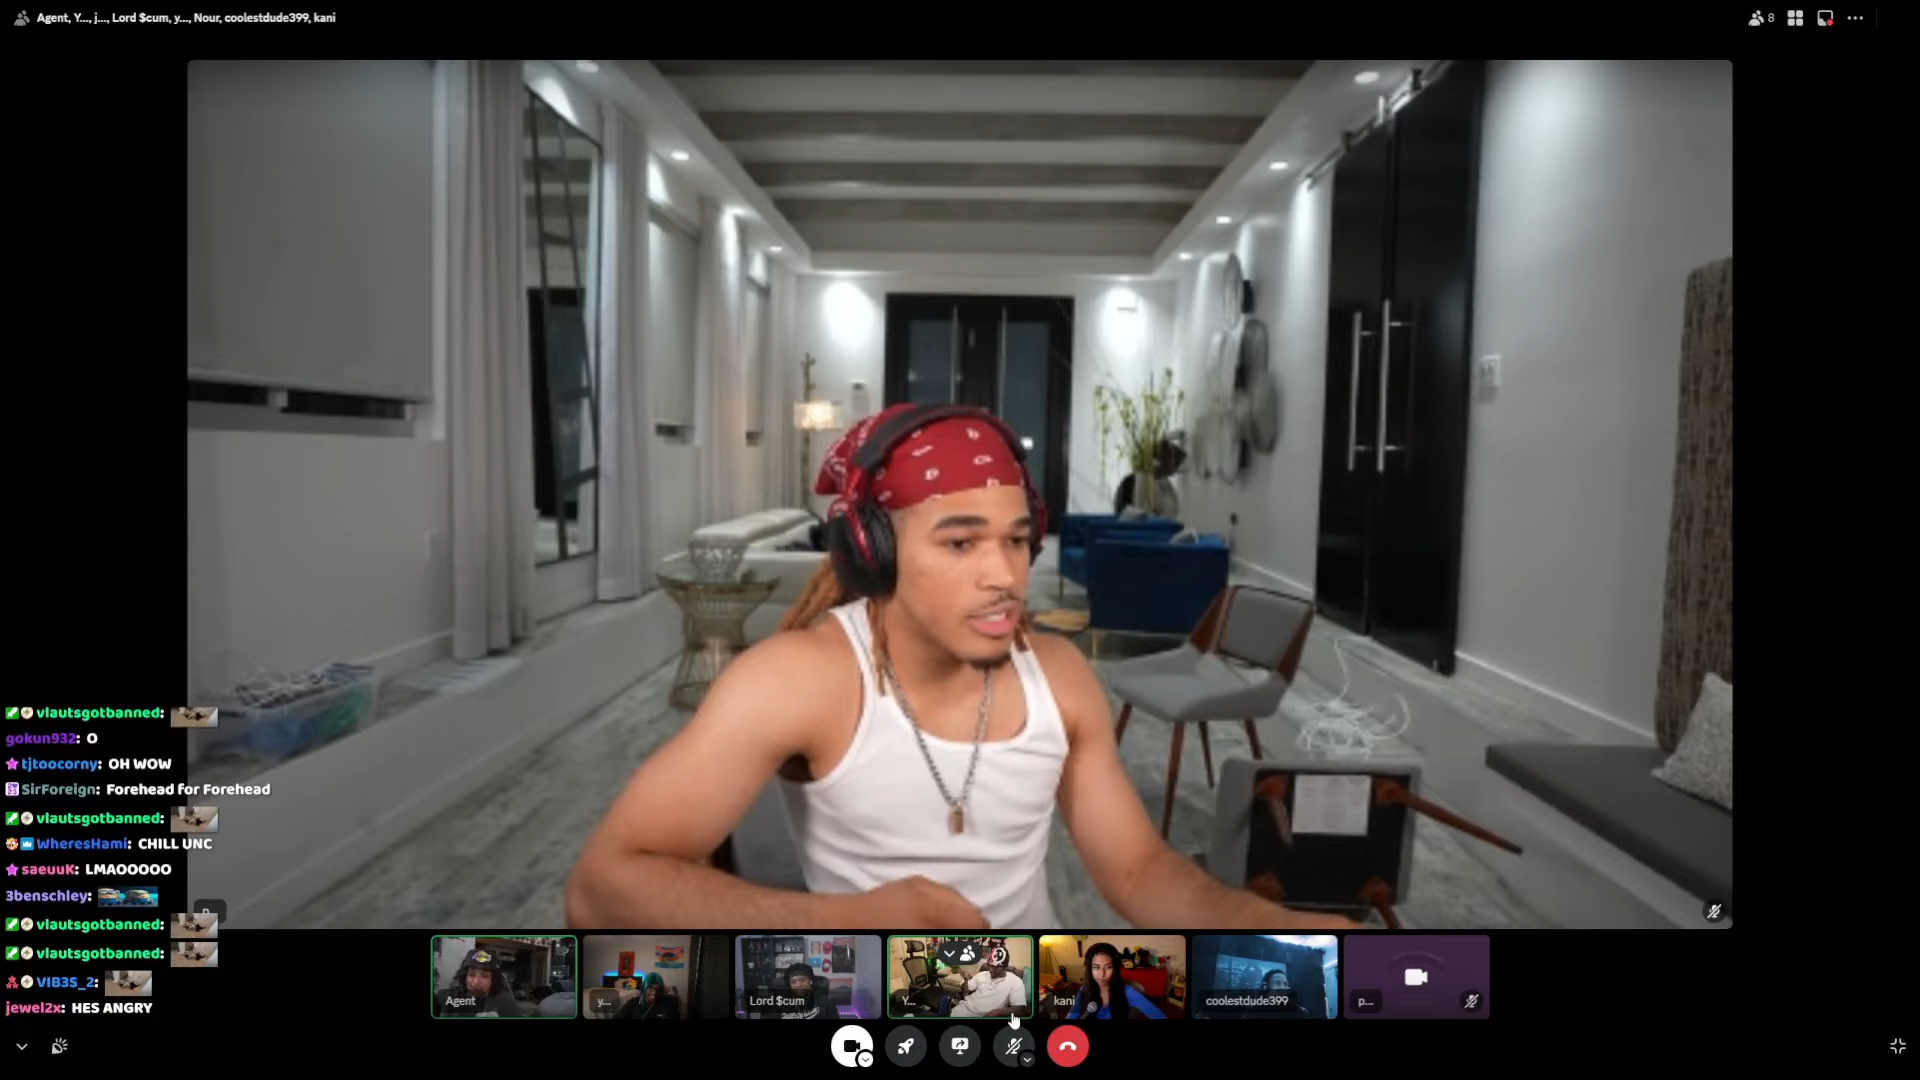 Agent, Y..., j..., Lord $cum, y..., Nour, coolestdude399, kani
8
vlautsgotbanned:
gokun932: O
tjtoocorny: OH WOW
SirForeign: Forehead for Forehead
vlautsgotbanned:
WheresHami: CHILL UNC
saeuuK: LMAOOOOO
3benschley:
vlautsgotbanned:
vlautsgotbanned:
VIB3S_2:
jewel2x: HES ANGRY
Agent
y...
Lord $cum
Y...
kani
coolestdude399
p...